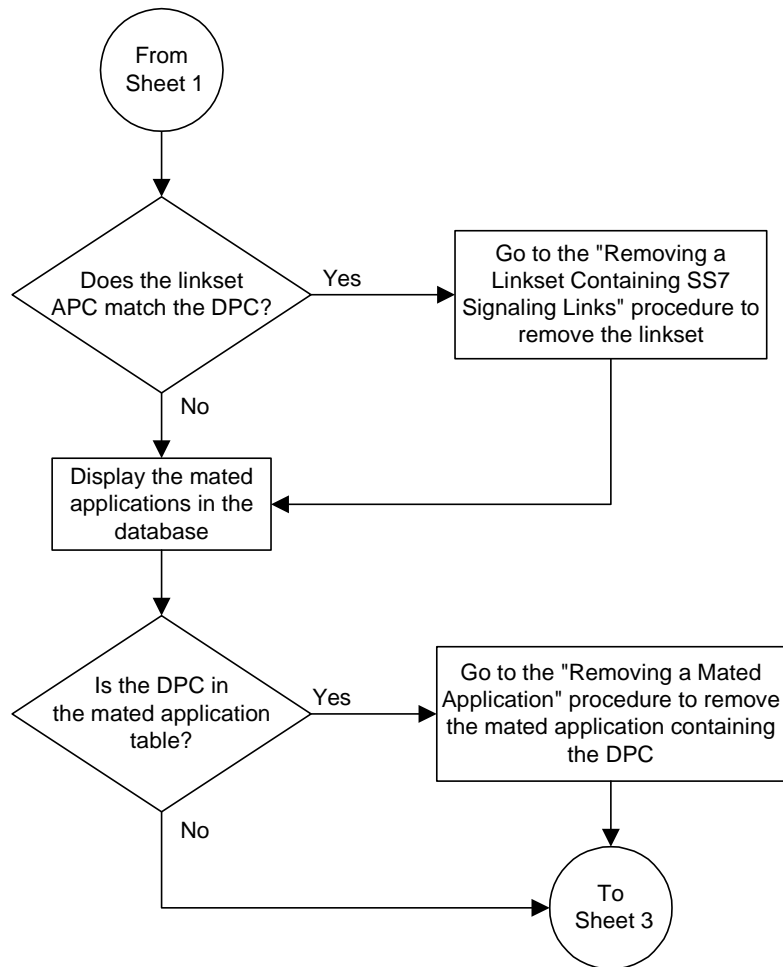 From
Sheet 1
Does the linkset
APC match the DPC?
Yes
Go to the "Removing a
Linkset Containing SS7
Signaling Links" procedure to
remove the linkset
No
Display the mated
applications in the
database
Is the DPC in
the mated application
table?
Yes
Go to the "Removing a Mated
Application" procedure to remove
the mated application containing
the DPC
No
To
Sheet 3